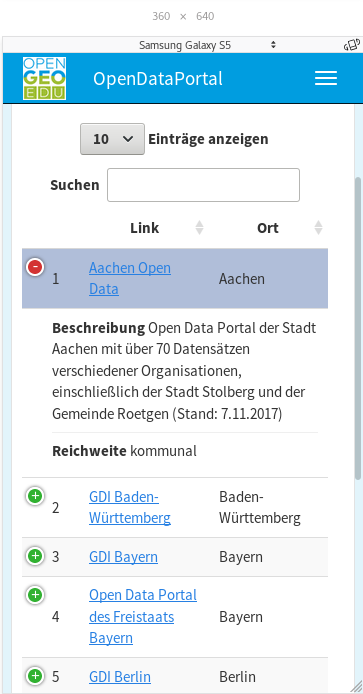 360 × 640
Samsung Galaxy S5
OPEN
GEO
EDU
OpenDataPortal
10 Einträge anzeigen
Suchen
Link Ort
1 Aachen Open Data Aachen
Beschreibung Open Data Portal der Stadt
Aachen mit über 70 Datensätzen
verschiedener Organisationen,
einschließlich der Stadt Stolberg und der
Gemeinde Roetgen (Stand: 7.11.2017)
Reichweite kommunal
2 GDI Baden-Württemberg Baden-Württemberg
3 GDI Bayern Bayern
4 Open Data Portal des Freistaats Bayern Bayern
5 GDI Berlin Berlin